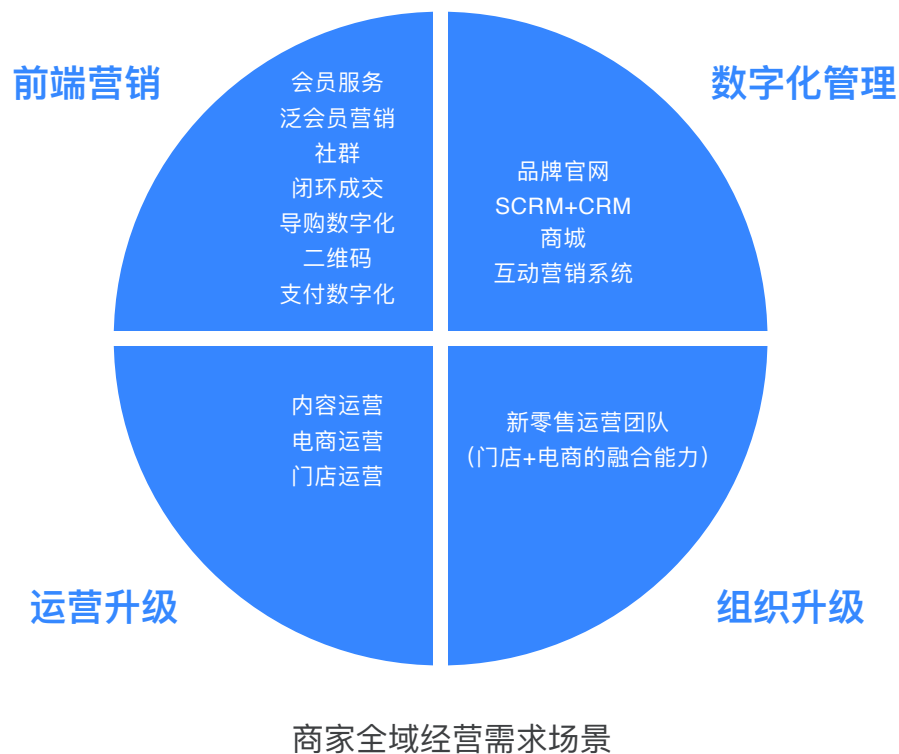 前端营销
会员服务
泛会员营销
社群
闭环成交
导购数字化
二维码
支付数字化
数字化管理
品牌官网
SCRM+CRM
商城
互动营销系统
内容运营
电商运营
门店运营
运营升级
新零售运营团队
（门店+电商的融合能力）
组织升级
商家全域经营需求场景